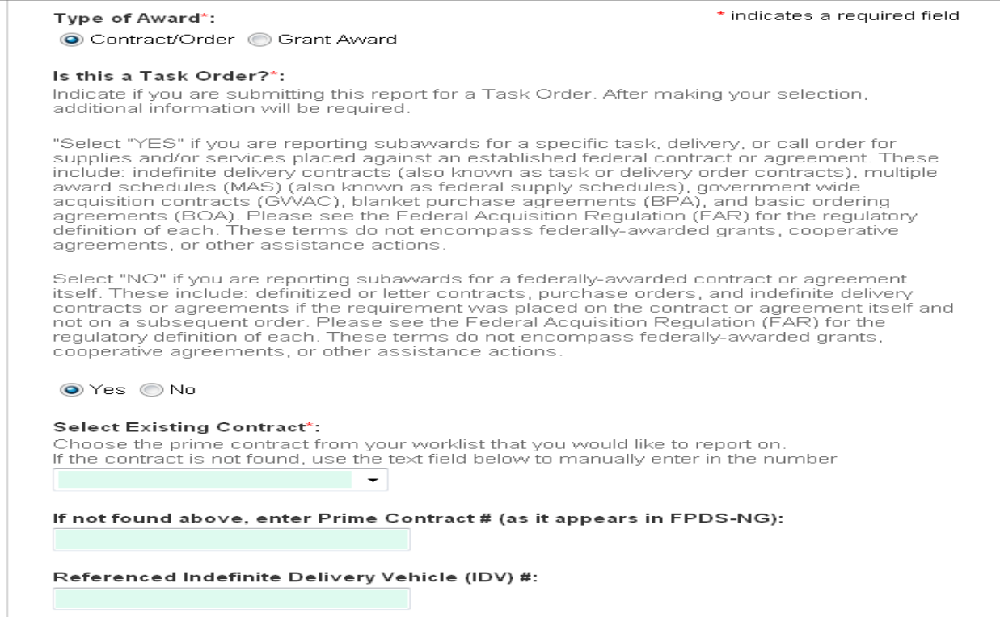 Type of Award*:
* indicates a required field
Contract/Order Grant Award
Is this a Task Order?*:
Indicate if you are submitting this report for a Task Order. After making your selection,
additional information will be required.
"Select "YES" if you are reporting subawards for a specific task, delivery, or call order for
supplies and/or services placed against an established federal contract or agreement. These
include: indefinite delivery contracts (also known as task or delivery order contracts), multiple
award schedules (MAS) (also known as federal supply schedules), government wide
acquisition contracts (GWAC), blanket purchase agreements (BPA), and basic ordering
agreements (BOA). Please see the Federal Acquisition Regulation (FAR) for the regulatory
definition of each. These terms do not encompass federally-awarded grants, cooperative
agreements, or other assistance actions.
Select "NO" if you are reporting subawards for a federally-awarded contract or agreement
itself. These include: definitized or letter contracts, purchase orders, and indefinite delivery
contracts or agreements if the requirement was placed on the contract or agreement itself and
not on a subsequent order. Please see the Federal Acquisition Regulation (FAR) for the
regulatory definition of each. These terms do not encompass federally-awarded grants,
cooperative agreements, or other assistance actions.
Yes No
Select Existing Contract*:
Choose the prime contract from your worklist that you would like to report on.
If the contract is not found, use the text field below to manually enter in the number
If not found above, enter Prime Contract # (as it appears in FPDS-NG):
Referenced Indefinite Delivery Vehicle (IDV) #: